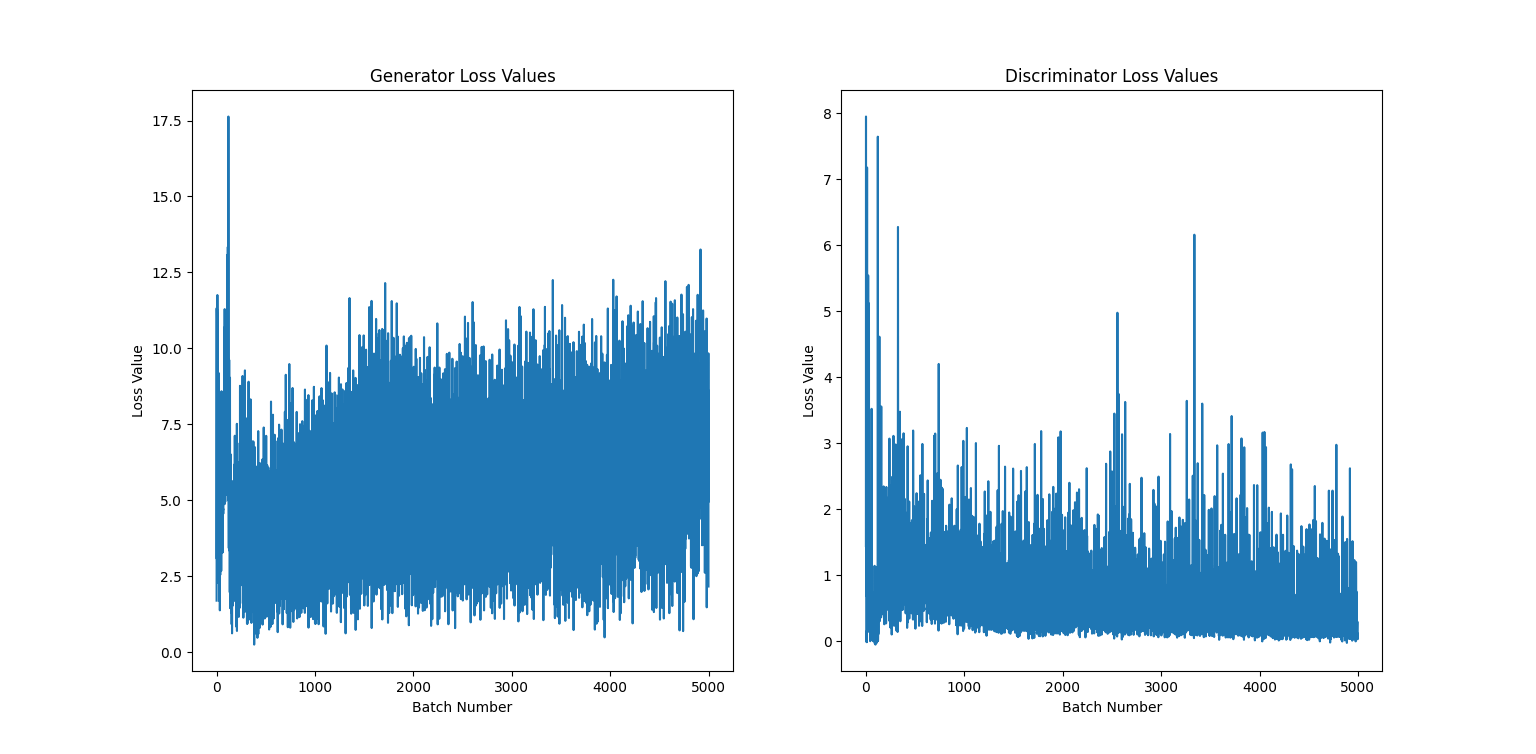 Generator Loss Values
Loss Value
17.5
15.0
12.5
10.0
7.5
5.0
2.5
0.0
0 1000 2000 3000 4000 5000
Batch Number
Discriminator Loss Values
Loss Value
8
7
6
5
4
3
2
1
0
0 1000 2000 3000 4000 5000
Batch Number